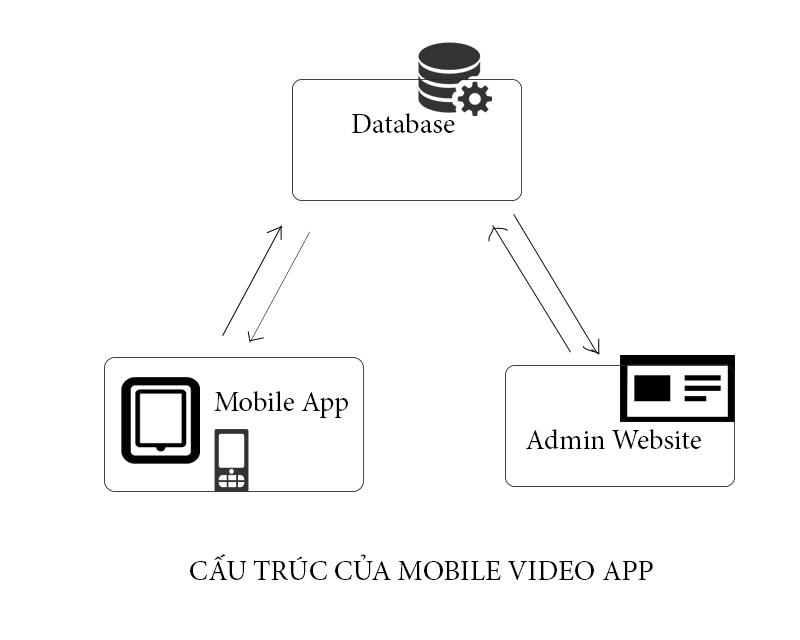 Database
Mobile App
Admin Website
CẤU TRÚC CỦA MOBILE VIDEO APP